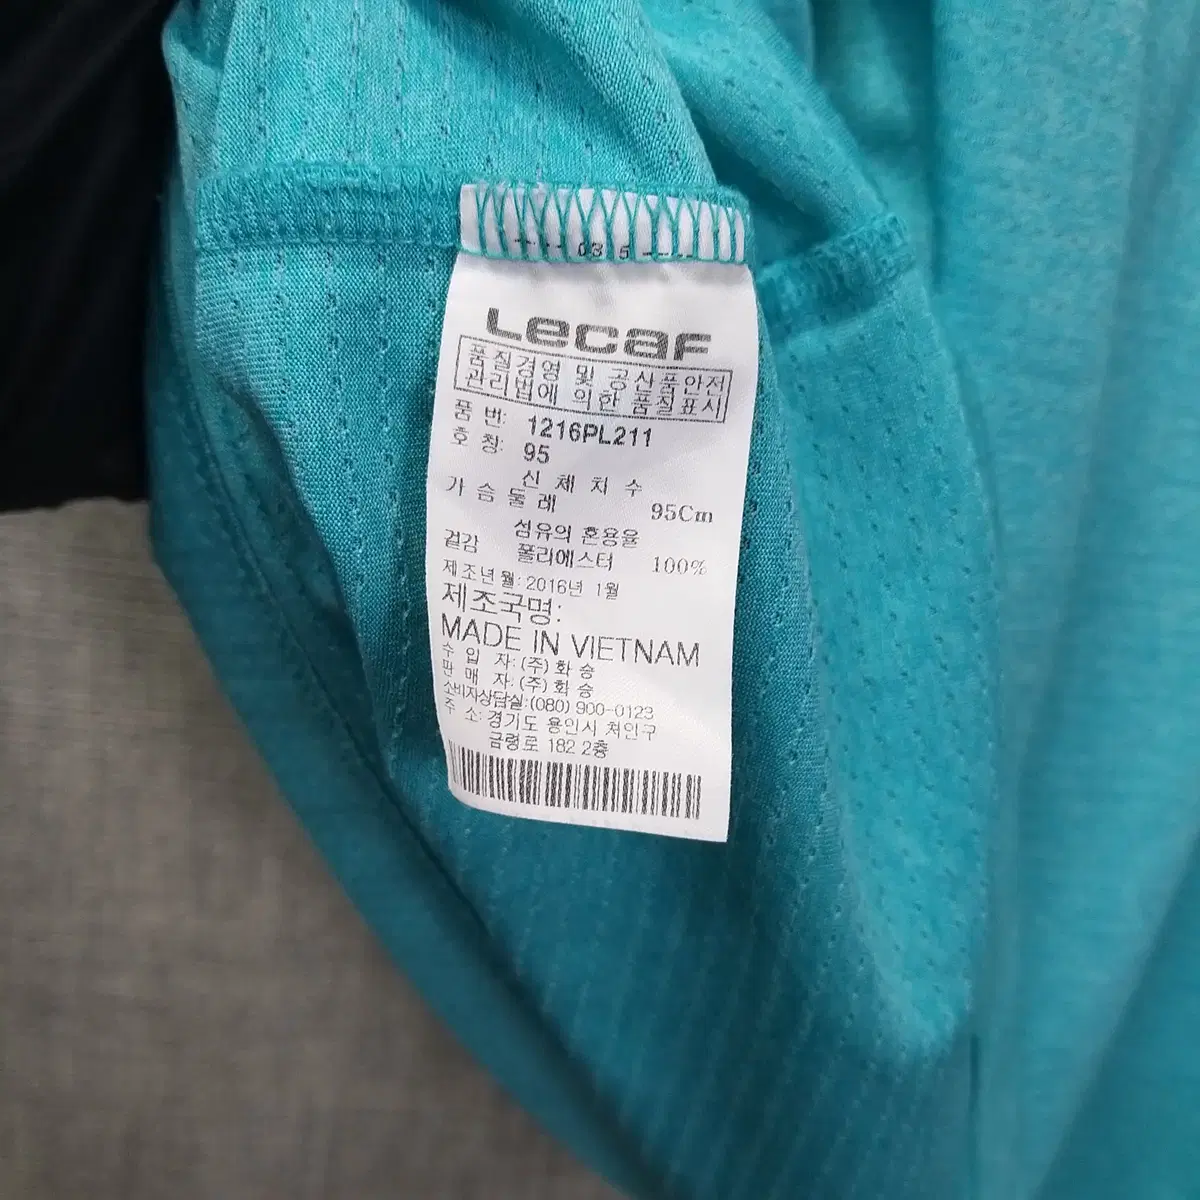 ---- 03 5 ----
Lecaf
품질경영 및 공산품안전
관리법에 의한 품질표시
품 번: 1216PL211
호 칭: 95
신 체 치 수
가 슴 둘 레 95Cm
섬유의 혼용율
겉감 폴리에스터 100%
제조년월: 2016년 1월
제조국명:
MADE IN VIETNAM
수 입 자: (주) 화 승
판 매 자: (주) 화 승
소비자상담실:(080) 900-0123
주 소: 경기도 용인시 처인구
금령로 182 2층